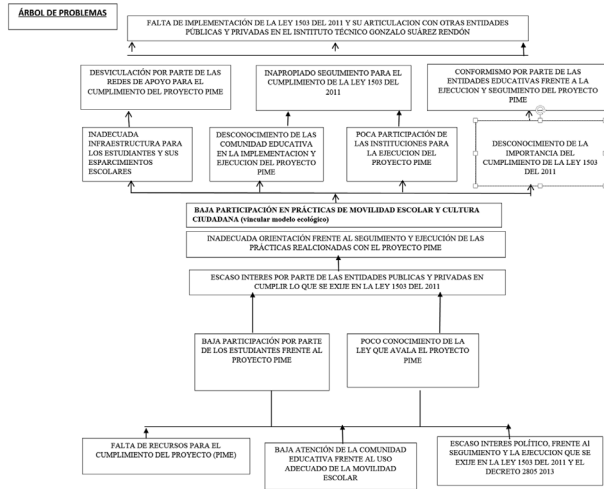 ÁRBOL DE PROBLEMAS
FALTA DE IMPLEMENTACIÓN DE LA LEY 1503 DEL 2011 Y SU ARTICULACION CON OTRAS ENTIDADES
PÚBLICAS Y PRIVADAS EN EL ISNTITUTO TÉCNICO GONZALO SUÁREZ RENDÓN
DESVICULACIÓN POR PARTE DE LAS
REDES DE APOYO PARA EL
CUMPLIMIENTO DEL PROYECTO PIME
INAPROPIADO SEGUIMIENTO PARA EL
CUMPLIMIENTO DE LA LEY 1503 DEL
2011
CONFORMISMO POR PARTE DE LAS
ENTIDADES EDUCATIVAS FRENTE A LA
EJECUCION Y SEGUIMIENTO DEL PROYECTO
PIME
INADECUADA
INFRAESTRUCTURA PARA
LOS ESTUDIANTES Y SUS
ESPARCIMIENTOS
ESCOLARES
DESCONOCIMIENTO DE LAS
COMUNIDAD EDUCATIVA
EN LA IMPLEMENTACIÓN Y
EJECUCION DEL PROYECTO
PIME
POCA PARTICIPACIÓN DE
LAS INSTITUCIONES PARA
LA EJECUCION DEL
PROYECTO PIME
DESCONOCIMIENTO DE LA
IMPORTANCIA DEL
CUMPLIMIENTO DE LA LEY 1503
DEL 2011
BAJA PARTICIPACIÓN EN PRÁCTICAS DE MOVILIDAD ESCOLAR Y CULTURA
CIUDADANA (vincular modelo ecológico)
INADECUADA ORIENTACIÓN FRENTE AL SEGUIMIENTO Y EJECUCIÓN DE LAS
PRÁCTICAS REALCIONADAS CON EL PROYECTO PIME
ESCASO INTERES POR PARTE DE LAS ENTIDADES PUBLICAS Y PRIVADAS EN
CUMPLIR LO QUE SE EXIJE EN LA LEY 1503 DEL 2011
BAJA PARTICIPACIÓN POR PARTE
DE LOS ESTUDIANTES FRENTE AL
PROYECTO PIME
POCO CONOCIMIENTO DE LA
LEY QUE AVALA EL PROYECTO
PIME
FALTA DE RECURSOS PARA EL
CUMPLIMIENTO DEL PROYECTO (PIME)
BAJA ATENCIÓN DE LA COMUNIDAD
EDUCATIVA FRENTE AL USO
ADECUADO DE LA MOVILIDAD
ESCOLAR
ESCASO INTERES POLÍTICO, FRENTE Al
SEGUIMIENTO Y LA EJECUCIÓN QUE
SE EXIJE EN LA LEY 1503 DEL 2011 Y EL
DECRETO 2805 2013